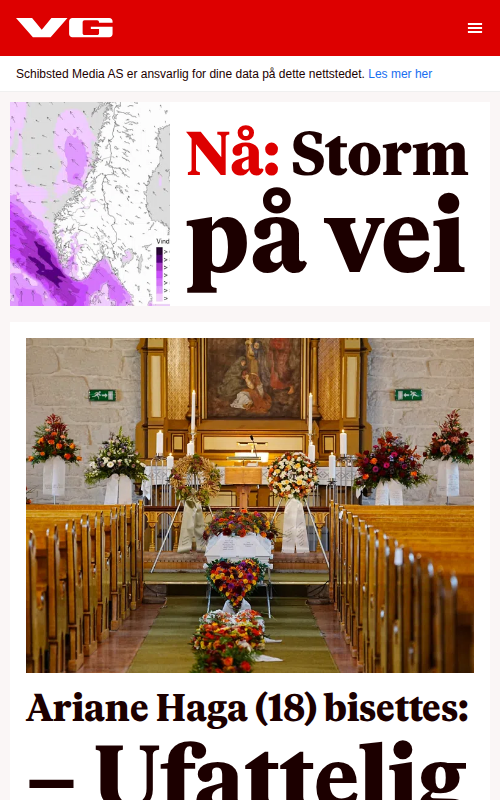 VG
Schibsted Media AS er ansvarlig for dine data på dette nettstedet. Les mer her
Nå: Storm
på vei
Vind
Ariane Haga (18) bisettes:
– Ufattelig